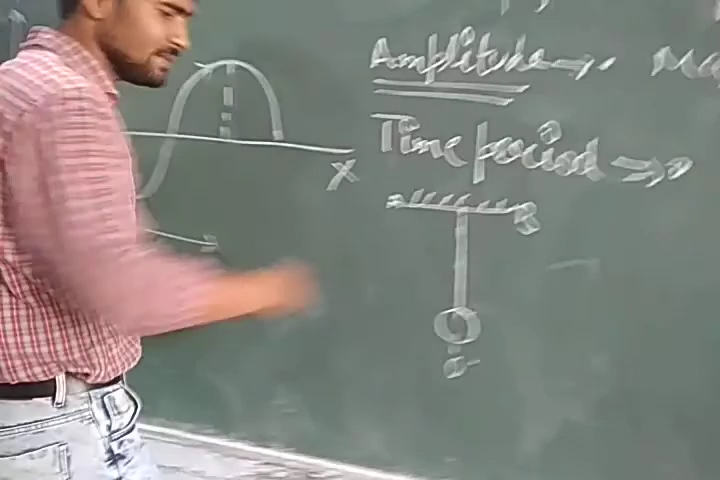 Amplitude →
Time period →
X
B
O